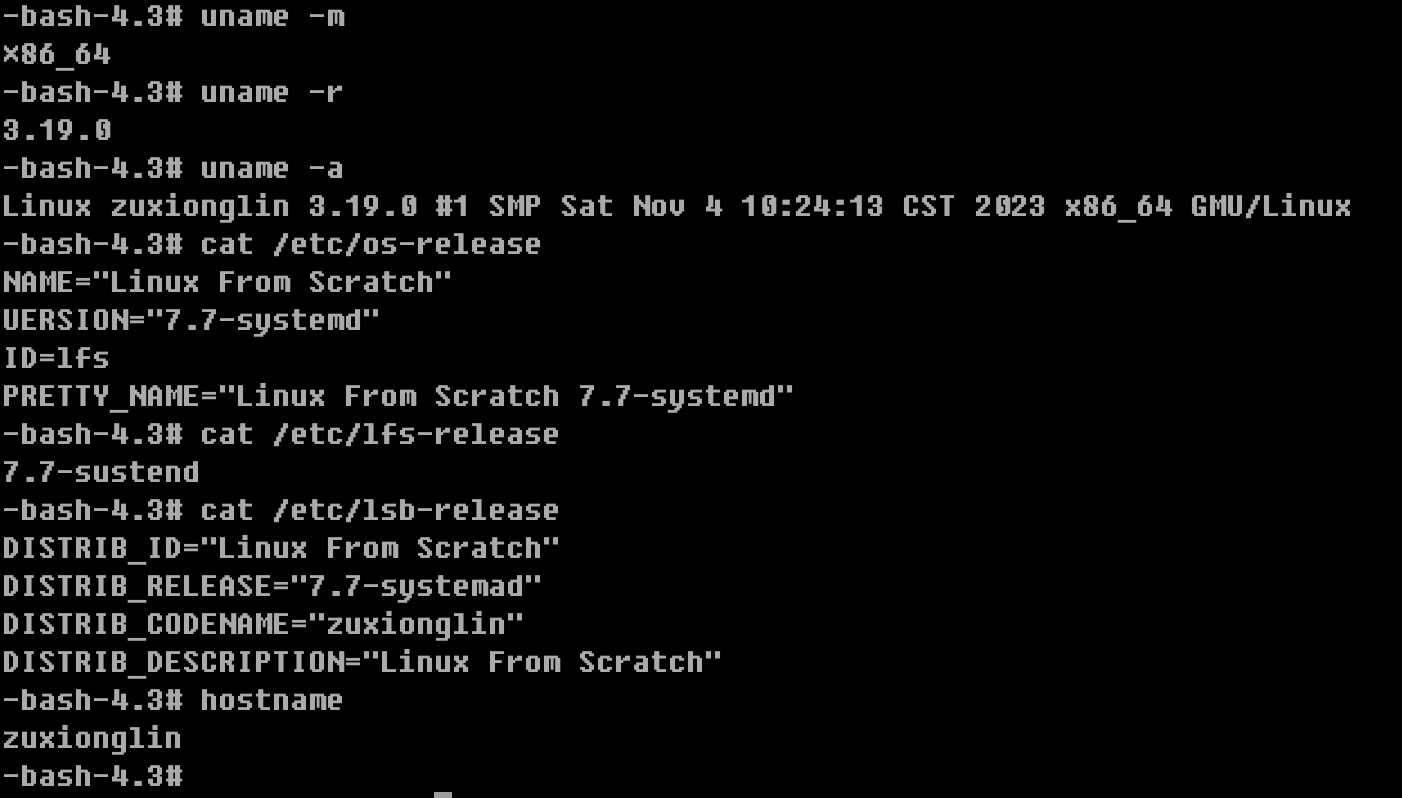 -bash-4.3# uname -m
x86_64
-bash-4.3# uname -r
3.19.0
-bash-4.3# uname -a
Linux zuxionglin 3.19.0 #1 SMP Sat Nov 4 10:24:13 CST 2023 x86_64 GNU/Linux
-bash-4.3# cat /etc/os-release
NAME="Linux From Scratch"
VERSION="7.7-systemd"
ID=lfs
PRETTY_NAME="Linux From Scratch 7.7-systemd"
-bash-4.3# cat /etc/lfs-release
7.7-sustend
-bash-4.3# cat /etc/lsb-release
DISTRIB_ID="Linux From Scratch"
DISTRIB_RELEASE="7.7-systemad"
DISTRIB_CODENAME="zuxionglin"
DISTRIB_DESCRIPTION="Linux From Scratch"
-bash-4.3# hostname
zuxionglin
-bash-4.3#